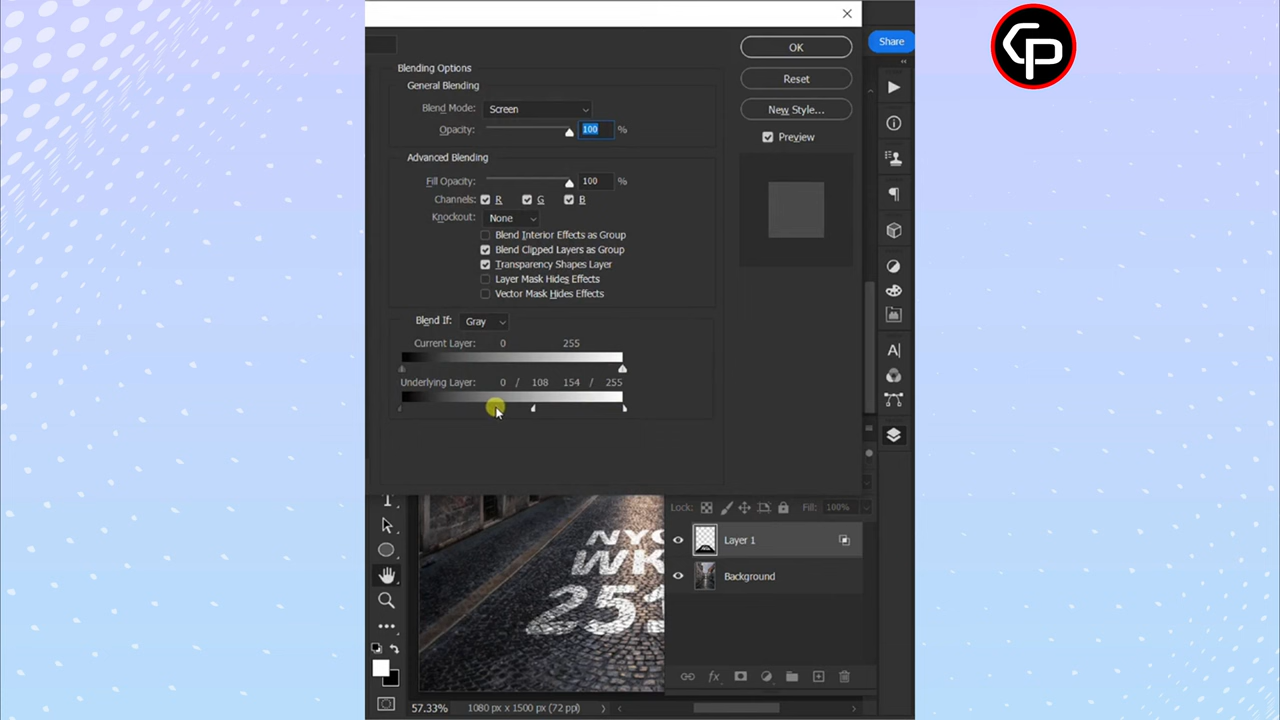 CP
Share
OK
Blending Options
General Blending
Reset
Blend Mode: Screen
New Style...
Opacity: 100 %
Preview
Advanced Blending
Fill Opacity: 100 %
Channels: R G B
Knockout: None
Blend Interior Effects as Group
Blend Clipped Layers as Group
Transparency Shapes Layer
Layer Mask Hides Effects
Vector Mask Hides Effects
Blend If: Gray
Current Layer: 0 255
Underlying Layer: 0 / 108 154 / 255
Lock: Fill: 100%
Layer 1
Background
57.33% 1080 px x 1500 px (72 ppi)